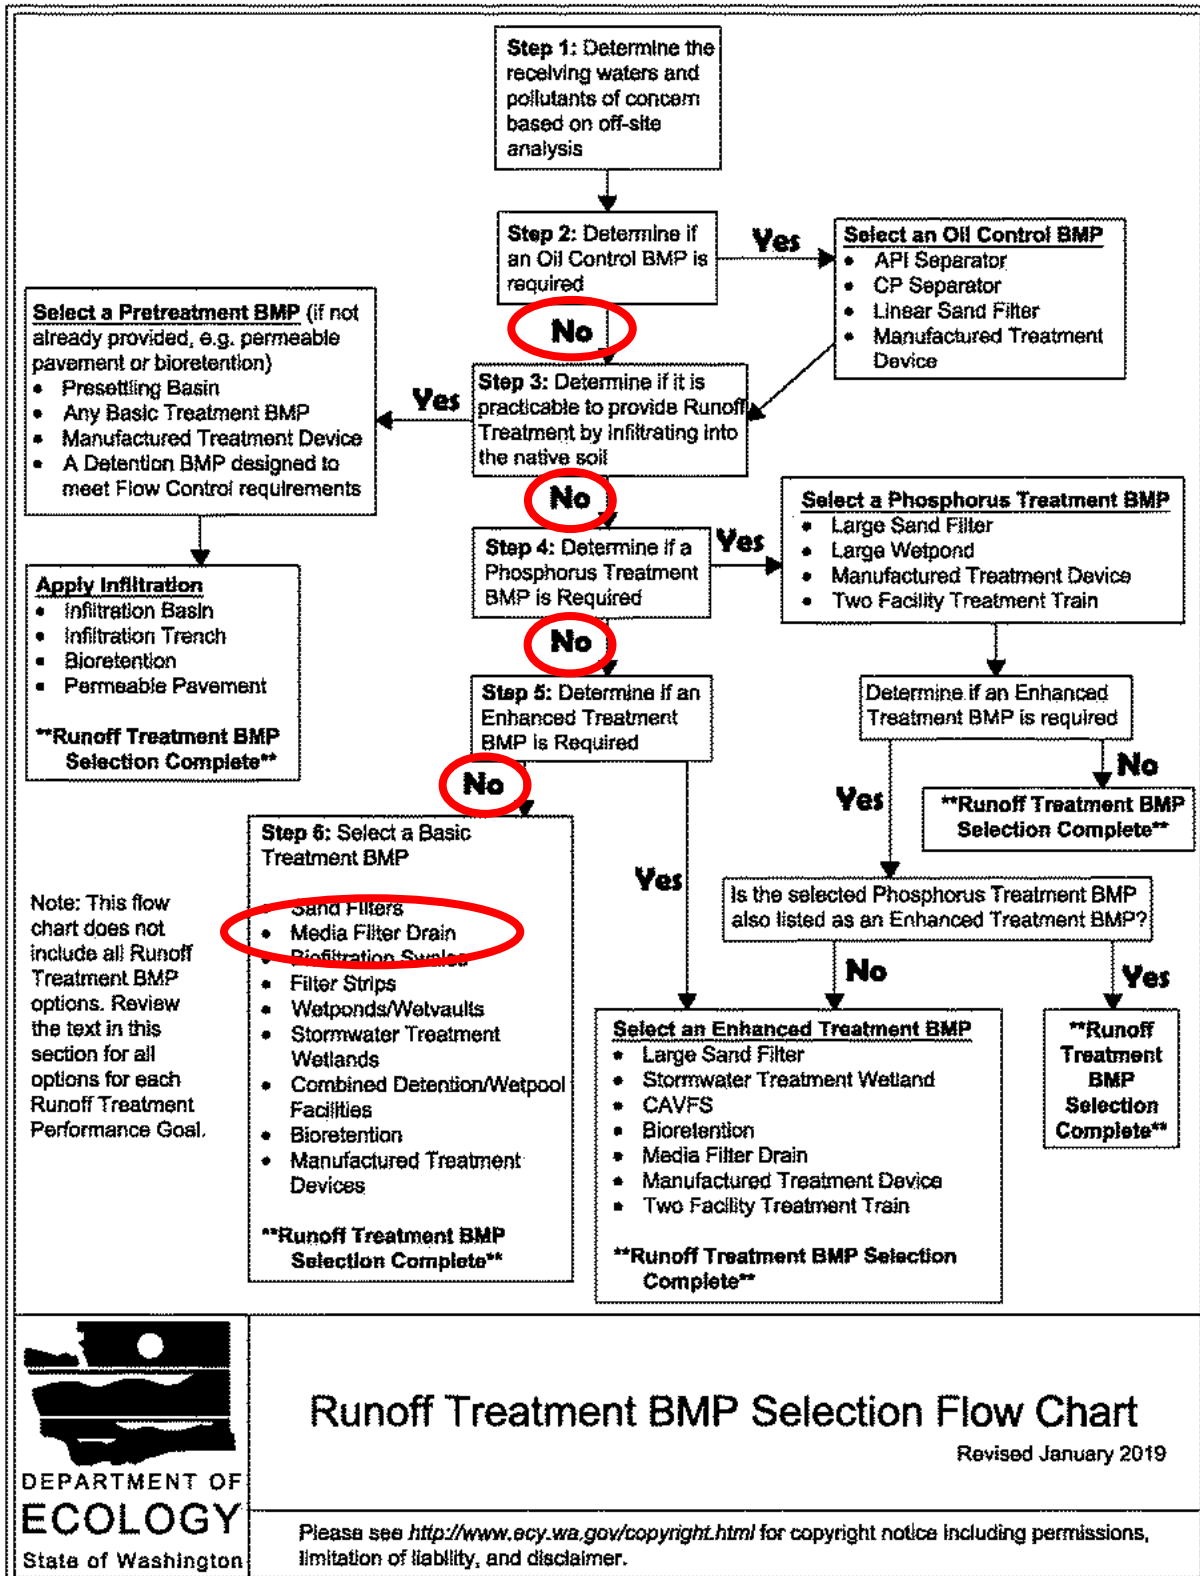 Step 1: Determine the
receiving waters and
pollutants of concern
based on off-site
analysis
Step 2: Determine if
an Oil Control BMP is
required
Yes
Select an Oil Control BMP
• API Separator
• CP Separator
• Linear Sand Filter
• Manufactured Treatment
Device
No
Select a Pretreatment BMP (if not
already provided, e.g. permeable
pavement or bioretention)
• Presettling Basin
• Any Basic Treatment BMP
• Manufactured Treatment Device
• A Detention BMP designed to
meet Flow Control requirements
Yes
Step 3: Determine if it is
practicable to provide Runoff
Treatment by infiltrating into
the native soil
No
Apply Infiltration
• Infiltration Basin
• Infiltration Trench
• Bioretention
• Permeable Pavement
**Runoff Treatment BMP
Selection Complete**
Step 4: Determine if a
Phosphorus Treatment
BMP is Required
Yes
Select a Phosphorus Treatment BMP
• Large Sand Filter
• Large Wetpond
• Manufactured Treatment Device
• Two Facility Treatment Train
No
Step 5: Determine if an
Enhanced Treatment
BMP is Required
Determine if an Enhanced
Treatment BMP is required
No
**Runoff Treatment BMP
Selection Complete**
Yes
Is the selected Phosphorus Treatment BMP
also listed as an Enhanced Treatment BMP?
No
Yes
**Runoff
Treatment
BMP
Selection
Complete**
No
Yes
Step 6: Select a Basic
Treatment BMP
• Sand Filters
• Media Filter Drain
• Biofiltration Swales
• Filter Strips
• Wetponds/Wetvaults
• Stormwater Treatment
Wetlands
• Combined Detention/Wetpool
Facilities
• Bioretention
• Manufactured Treatment
Devices
**Runoff Treatment BMP
Selection Complete**
Select an Enhanced Treatment BMP
• Large Sand Filter
• Stormwater Treatment Wetland
• CAVFS
• Bioretention
• Media Filter Drain
• Manufactured Treatment Device
• Two Facility Treatment Train
**Runoff Treatment BMP Selection
Complete**
Note: This flow
chart does not
include all Runoff
Treatment BMP
options. Review
the text in this
section for all
options for each
Runoff Treatment
Performance Goal.
DEPARTMENT OF
ECOLOGY
State of Washington
Runoff Treatment BMP Selection Flow Chart
Revised January 2019
Please see http://www.ecy.wa.gov/copyright.html for copyright notice including permissions,
limitation of liability, and disclaimer.